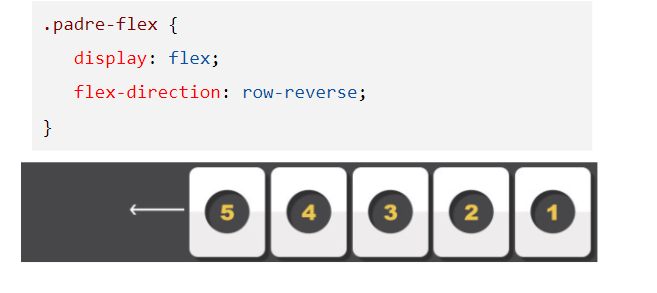 .padre-flex {
display: flex;
flex-direction: row-reverse;
}
5 4 3 2 1